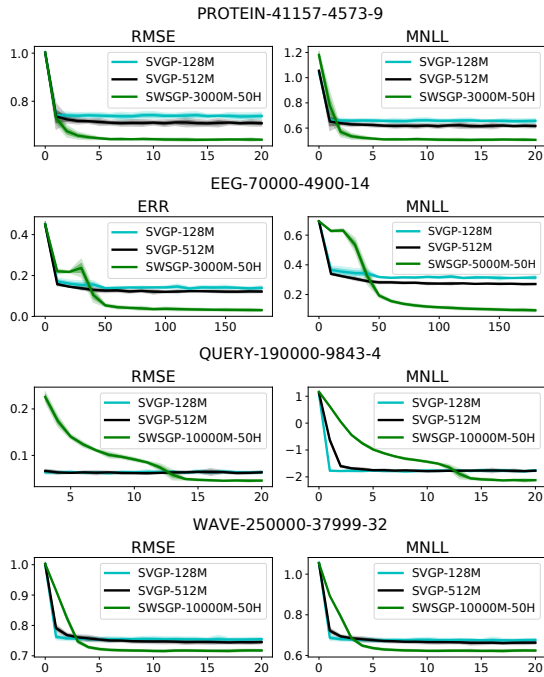 PROTEIN-41157-4573-9
RMSE
MNLL
1.0
0.8
SVGP-128M
SVGP-512M
SWSGP-3000M-50H
0 5 10 15 20
1.2
1.0
0.8
0.6
SVGP-128M
SVGP-512M
SWSGP-3000M-50H
0 5 10 15 20
EEG-70000-4900-14
ERR
MNLL
0.4
0.2
0.0
SVGP-128M
SVGP-512M
SWSGP-3000M-50H
0 50 100 150
0.6
0.4
0.2
SVGP-128M
SVGP-512M
SWSGP-5000M-50H
0 50 100 150
QUERY-190000-9843-4
RMSE
MNLL
0.2
0.1
SVGP-128M
SVGP-512M
SWSGP-10000M-50H
5 10 15 20
1
0
−1
−2
SVGP-128M
SVGP-512M
SWSGP-10000M-50H
0 5 10 15 20
WAVE-250000-37999-32
RMSE
MNLL
1.0
0.9
0.8
0.7
SVGP-128M
SVGP-512M
SWSGP-10000M-50H
0 5 10 15 20
1.0
0.8
0.6
SVGP-128M
SVGP-512M
SWSGP-10000M-50H
0 5 10 15 20